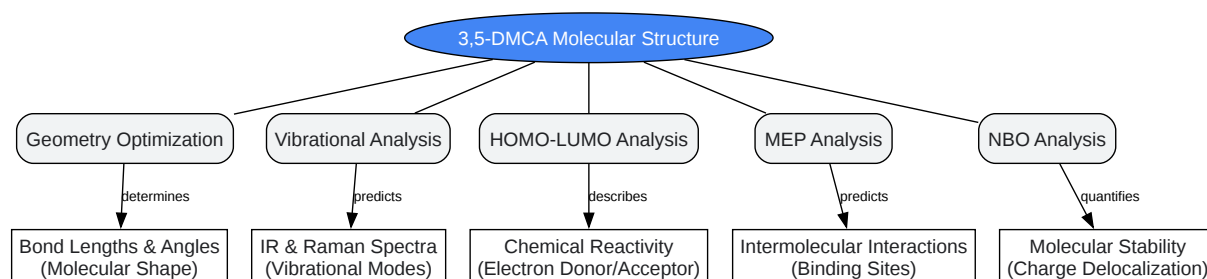 3,5-DMCA Molecular Structure
Geometry Optimization
Vibrational Analysis
HOMO-LUMO Analysis
MEP Analysis
NBO Analysis
determines
predicts
describes
predicts
quantifies
Bond Lengths & Angles
(Molecular Shape)
IR & Raman Spectra
(Vibrational Modes)
Chemical Reactivity
(Electron Donor/Acceptor)
Intermolecular Interactions
(Binding Sites)
Molecular Stability
(Charge Delocalization)